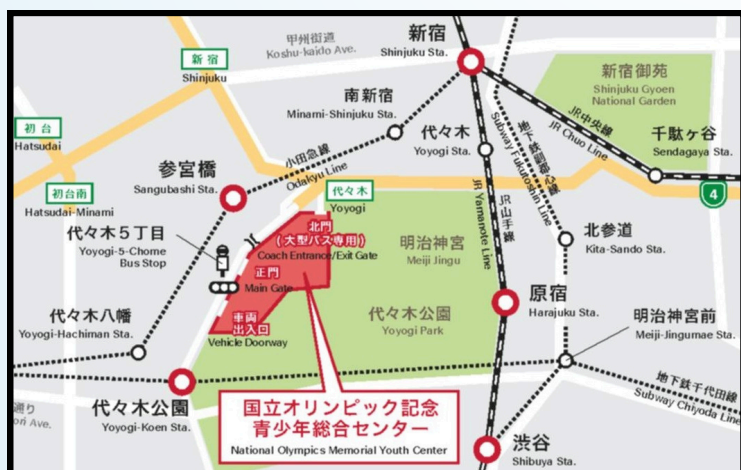 甲州街道
Koshu-kaido Ave.
新宿
Shinjuku Sta.
新宿
Shinjuku
新宿御苑
Shinjuku Gyoen
National Garden
南新宿
Minami-Shinjuku Sta.
JR中央線
JR Chuo Line
初台
Hatsudai
代々木
Yoyogi Sta.
地下鉄副都心線
Subway Fukutoshin Line
千駄ヶ谷
Sendagaya Sta.
小田急線
Odakyu Line
参宮橋
Sangubashi Sta.
初台南
Hatsudai-Minami
代々木
Yoyogi
4
JR山手線
JR Yamanote Line
代々木5丁目
Yoyogi-5-Chome
Bus Stop
北門
(大型バス専用)
Coach Entrance/Exit Gate
明治神宮
Meiji Jingu
北参道
Kita-Sando Sta.
正門
Main Gate
原宿
Harajuku Sta.
代々木八幡
Yoyogi-Hachiman Sta.
車両
出入口
Vehicle Doorway
代々木公園
Yoyogi Park
明治神宮前
Meiji-Jingumae Sta.
代々木公園
Yoyogi-Koen Sta.
地下鉄千代田線
Subway Chiyoda Line
通り
ori Ave.
国立オリンピック記念
青少年総合センター
National Olympics Memorial Youth Center
渋谷
Shibuya Sta.